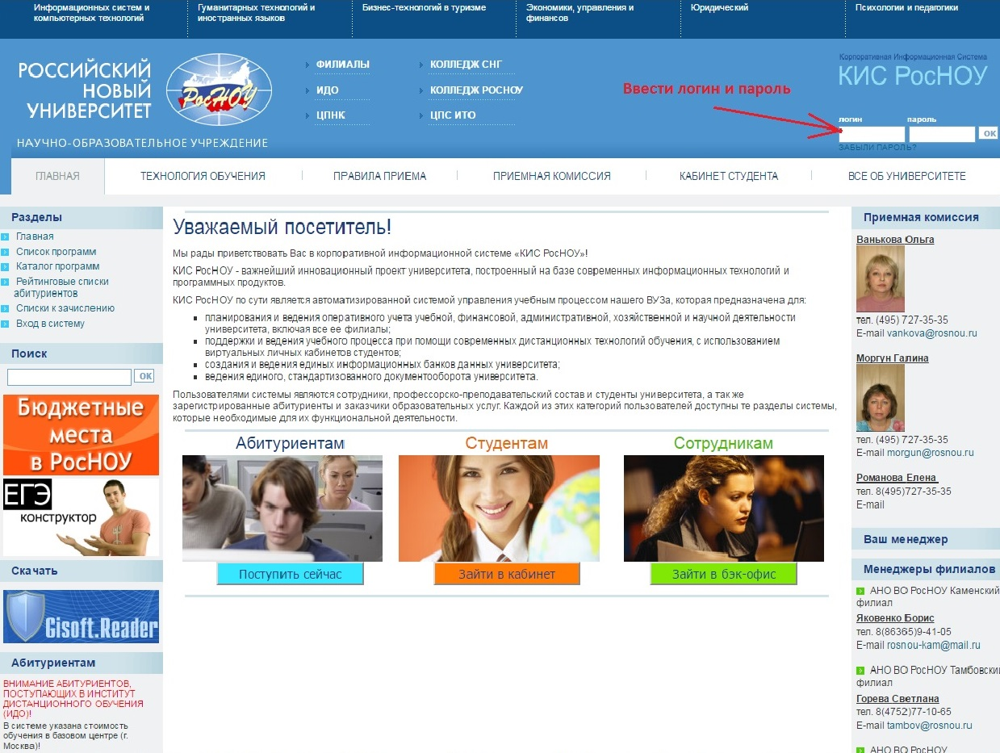 Информационных систем и
компьютерных технологий
Гуманитарных технологий и
иностранных языков
Бизнес-технологий в туризме
Экономики, управления и
финансов
Юридический
Психологии и педагогики
РОССИЙСКИЙ
НОВЫЙ
УНИВЕРСИТЕТ
РосНОУ
НАУЧНО-ОБРАЗОВАТЕЛЬНОЕ УЧРЕЖДЕНИЕ
ФИЛИАЛЫ
ИДО
ЦПНК
КОЛЛЕДЖ СНГ
КОЛЛЕДЖ РОСНОУ
ЦПС ИТО
Ввести логин и пароль
Корпоративная Информационная Система
КИС РосНОУ
логин
пароль
ОК
ЗАБЫЛИ ПАРОЛЬ?
ГЛАВНАЯ
ТЕХНОЛОГИЯ ОБУЧЕНИЯ
ПРАВИЛА ПРИЕМА
ПРИЕМНАЯ КОМИССИЯ
КАБИНЕТ СТУДЕНТА
ВСЕ ОБ УНИВЕРСИТЕТЕ
Разделы
Главная
Список программ
Каталог программ
Рейтинговые списки
абитуриентов
Списки к зачислению
Вход в систему
Поиск
ОК
Бюджетные
места
в РосНОУ
ЕГЭ
конструктор
Скачать
Gisoft.Reader
Абитуриентам
ВНИМАНИЕ АБИТУРИЕНТОВ,
ПОСТУПАЮЩИХ В ИНСТИТУТ
ДИСТАНЦИОННОГО ОБУЧЕНИЯ
(ИДО)!
В системе указана стоимость
обучения в базовом центре (г.
Москва)!
Уважаемый посетитель!
Мы рады приветствовать Вас в корпоративной информационной системе «КИС РосНОУ»!
КИС РосНОУ - важнейший инновационный проект университета, построенный на базе современных информационных технологий и
программных продуктов.
КИС РосНОУ по сути является автоматизированной системой управления учебным процессом нашего ВУЗа, которая предназначена для:
планирования и ведения оперативного учета учебной, финансовой, административной, хозяйственной и научной деятельности
университета, включая все ее филиалы;
поддержки и ведения учебного процесса при помощи современных дистанционных технологий обучения, с использованием
виртуальных личных кабинетов студентов;
создания и ведения единых информационных банков данных университета;
ведения единого, стандартизованного документооборота университета.
Пользователями системы являются сотрудники, профессорско-преподавательский состав и студенты университета, а так же
зарегистрированные абитуриенты и заказчики образовательных услуг. Каждой из этих категорий пользователей доступны те разделы системы,
которые необходимые для их функциональной деятельности.
Абитуриентам
Студентам
Сотрудникам
Поступить сейчас
Зайти в кабинет
Зайти в бэк-офис
Приемная комиссия
Ванькова Ольга
тел. (495) 727-35-35
E-mail vankova@rosnou.ru
Моргун Галина
тел. (495) 727-35-35
E-mail morgun@rosnou.ru
Романова Елена
тел. 8(495)727-35-35
E-mail
Ваш менеджер
Менеджеры филиалов
АНО ВО РосНОУ Каменский
филиал
Яковенко Борис
тел. 8(86365)9-41-05
E-mail rosnou-kam@mail.ru
АНО ВО РосНОУ Тамбовски
филиал
Горева Светлана
тел. 8(4752)77-10-65
E-mail tambov@rosnou.ru
АНО ВО РосНОУ